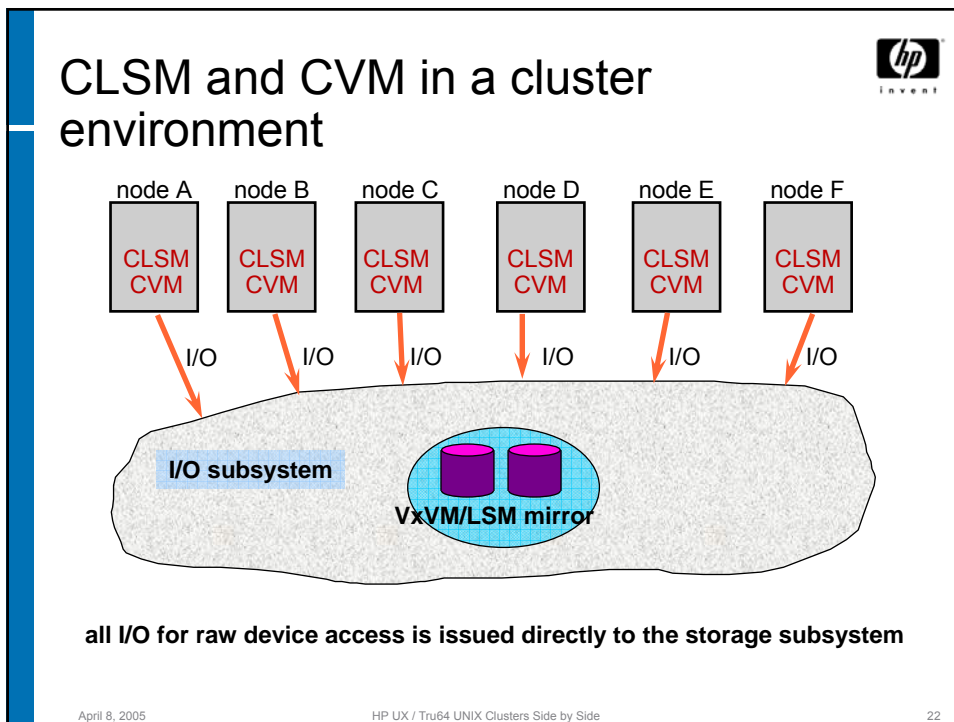 CLSM and CVM in a cluster
environment
hp
invent
node A
node B
node C
node D
node E
node F
CLSM
CVM
CLSM
CVM
CLSM
CVM
CLSM
CVM
CLSM
CVM
CLSM
CVM
I/O
I/O
I/O
I/O
I/O
I/O
I/O subsystem
VxVM/LSM mirror
all I/O for raw device access is issued directly to the storage subsystem
April 8, 2005
HP UX / Tru64 UNIX Clusters Side by Side
22